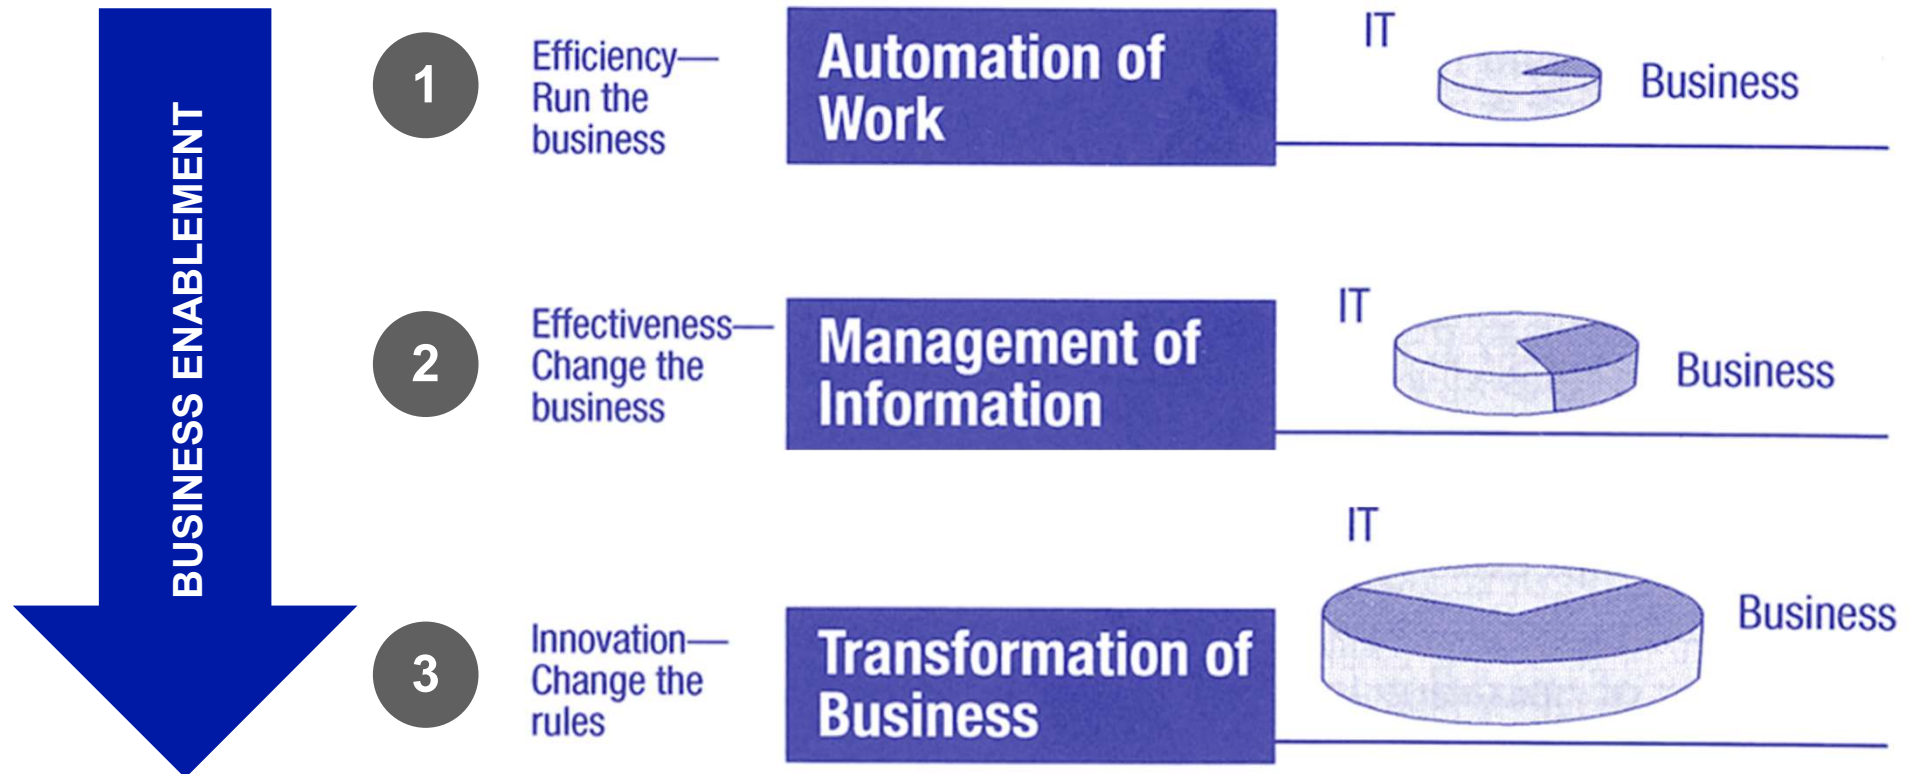 BUSINESS ENABLEMENT
1
Efficiency—
Run the
business
Automation of
Work
IT
Business
2
Effectiveness—
Change the
business
Management of
Information
IT
Business
3
Innovation—
Change the
rules
Transformation of
Business
IT
Business